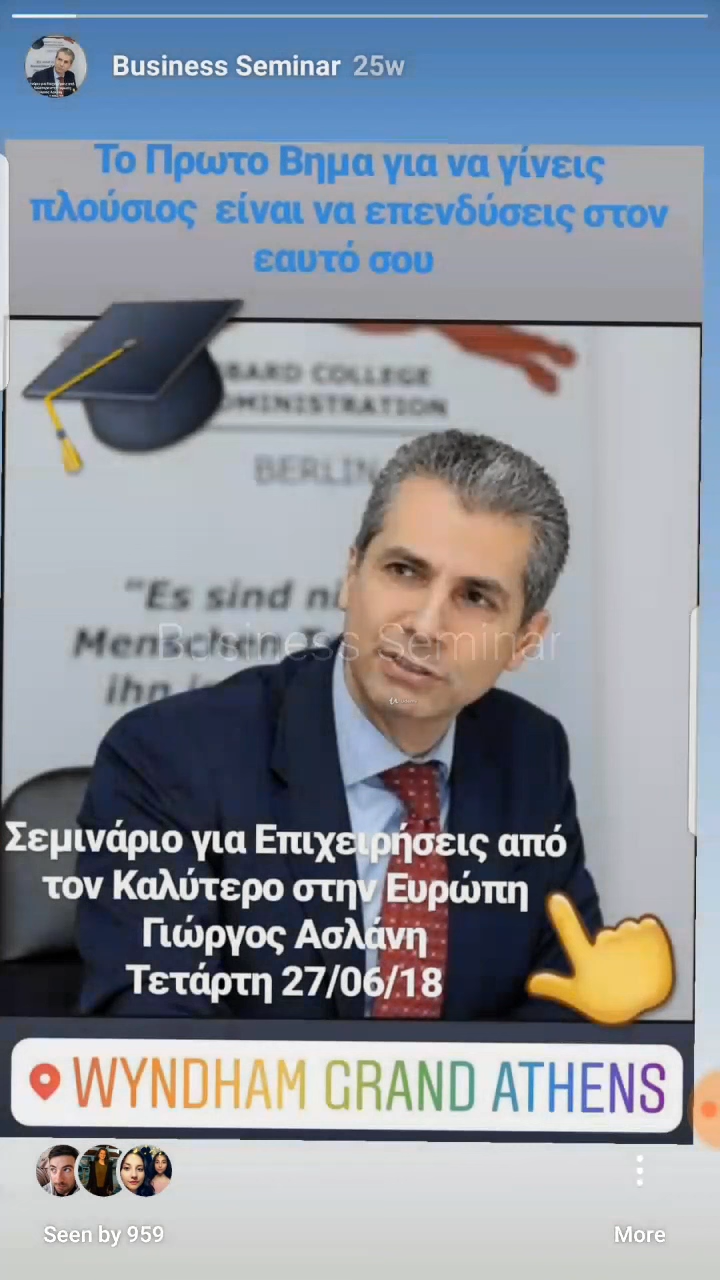 Business Seminar 25w
Το Πρωτο Βημα για να γίνεις
πλούσιος είναι να επενδύσεις στον
εαυτό σου
BARD COLLEGE
MINISTRATION
BERLIN
"Es sind ni
Menschen
ihn i
Business Seminar
Σεμινάριο για Επιχειρήσεις από
τον Καλύτερο στην Ευρώπη
Γιώργος Ασλάνη
Τετάρτη 27/06/18
WYNDHAM GRAND ATHENS
Seen by 959
More